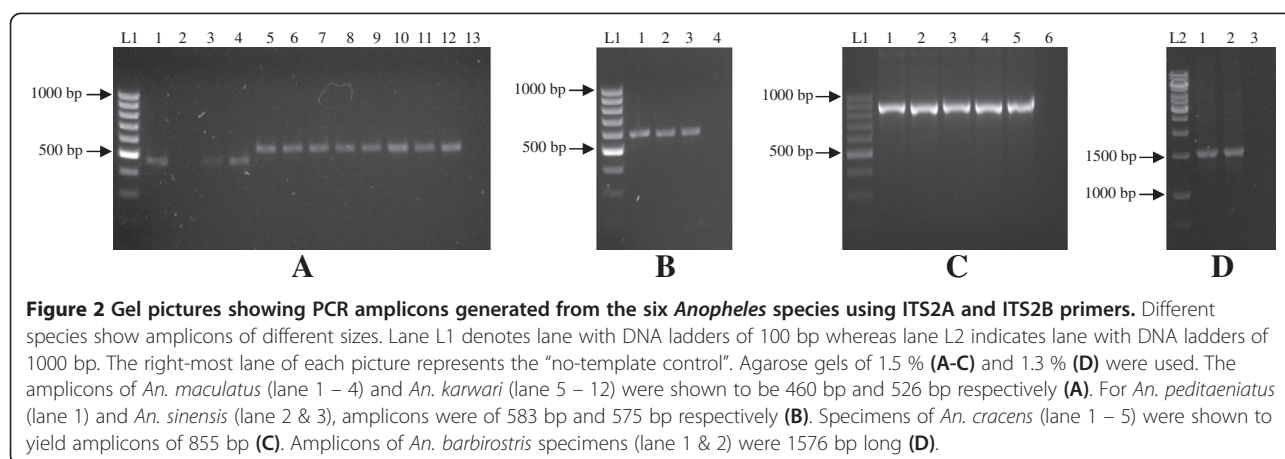 L1 1 2 3 4 5 6 7 8 9 10 11 12 13
1000 bp
500 bp
A
L1 1 2 3 4
1000 bp
500 bp
B
L1 1 2 3 4 5 6
1000 bp
500 bp
C
L2 1 2 3
1500 bp
1000 bp
D
Figure 2 Gel pictures showing PCR amplicons generated from the six Anopheles species using ITS2A and ITS2B primers. Different
species show amplicons of different sizes. Lane L1 denotes lane with DNA ladders of 100 bp whereas lane L2 indicates lane with DNA ladders of
1000 bp. The right-most lane of each picture represents the “no-template control”. Agarose gels of 1.5 % (A-C) and 1.3 % (D) were used. The
amplicons of An. maculatus (lane 1 – 4) and An. karwari (lane 5 – 12) were shown to be 460 bp and 526 bp respectively (A). For An. peditaeniatus
(lane 1) and An. sinensis (lane 2 & 3), amplicons were of 583 bp and 575 bp respectively (B). Specimens of An. cracens (lane 1 – 5) were shown to
yield amplicons of 855 bp (C). Amplicons of An. barbirostris specimens (lane 1 & 2) were 1576 bp long (D).